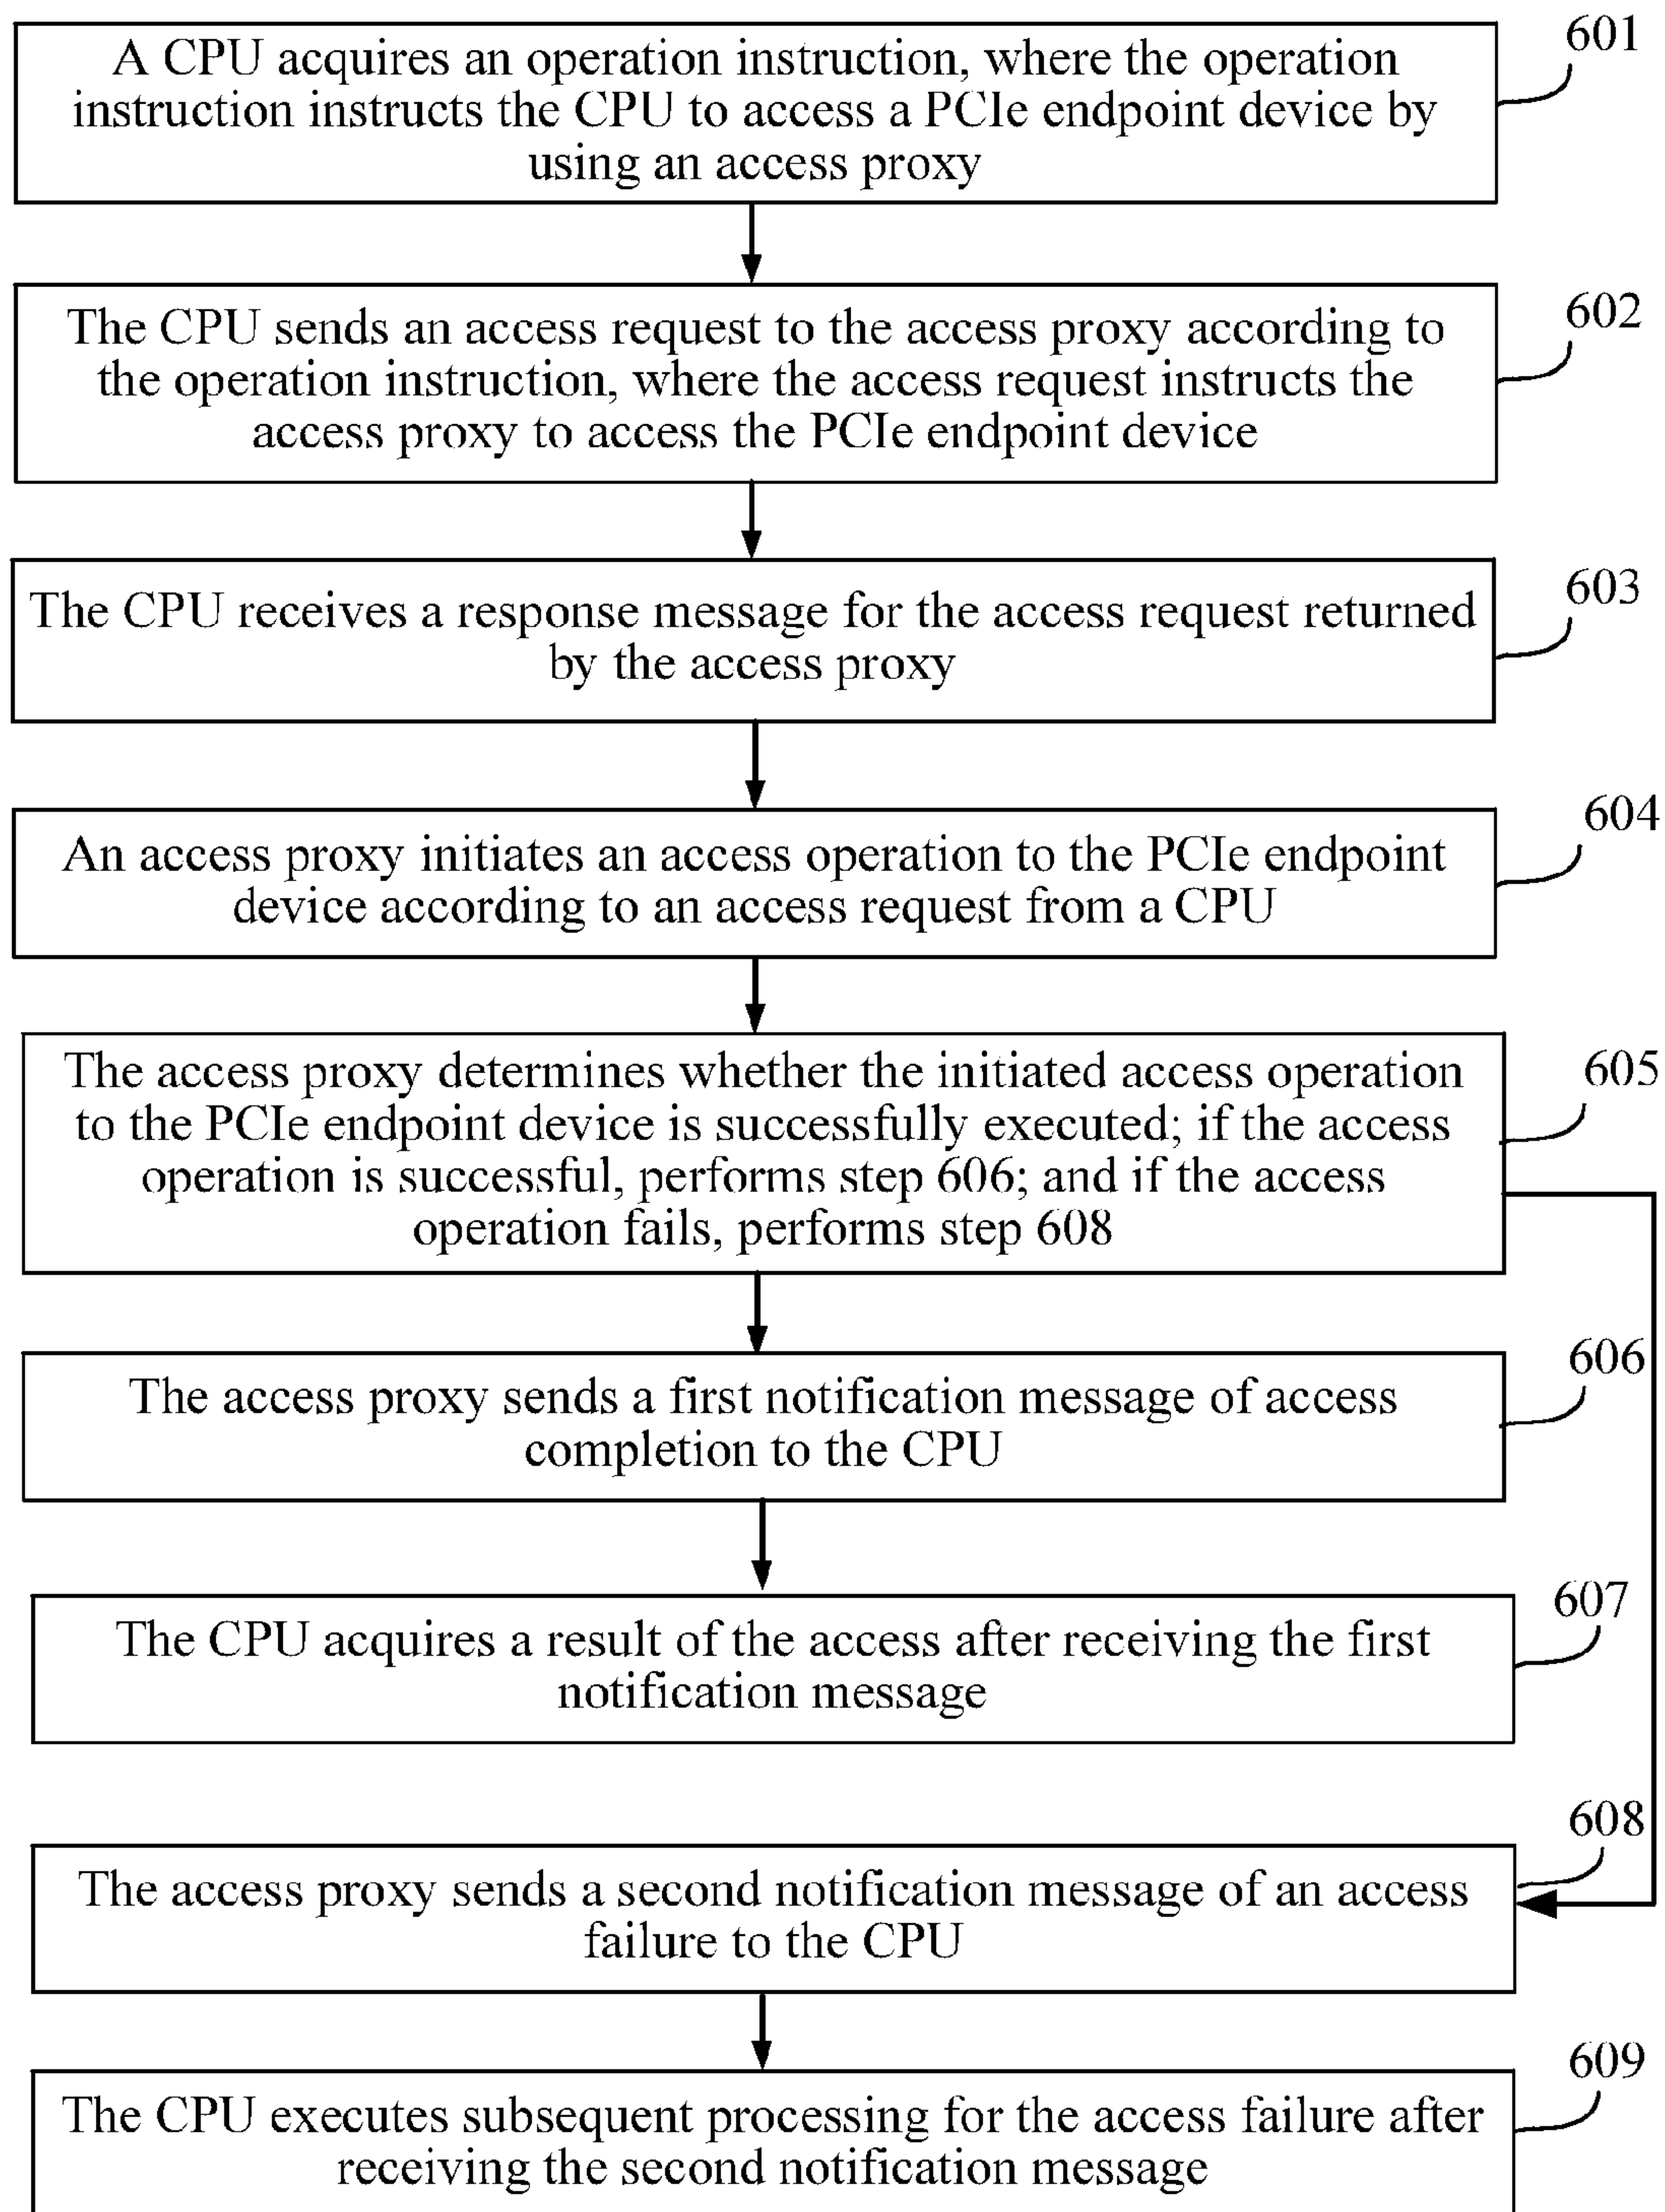 A CPU acquires an operation instruction, where the operation
instruction instructs the CPU to access a PCIe endpoint device by
using an access proxy
601
The CPU sends an access request to the access proxy according to
the operation instruction, where the access request instructs the
access proxy to access the PCIe endpoint device
602
The CPU receives a response message for the access request returned
by the access proxy
603
An access proxy initiates an access operation to the PCIe endpoint
device according to an access request from a CPU
604
The access proxy determines whether the initiated access operation
to the PCIe endpoint device is successfully executed; if the access
operation is successful, performs step 606; and if the access
operation fails, performs step 608
605
The access proxy sends a first notification message of access
completion to the CPU
606
The CPU acquires a result of the access after receiving the first
notification message
607
The access proxy sends a second notification message of an access
failure to the CPU
608
The CPU executes subsequent processing for the access failure after
receiving the second notification message
609